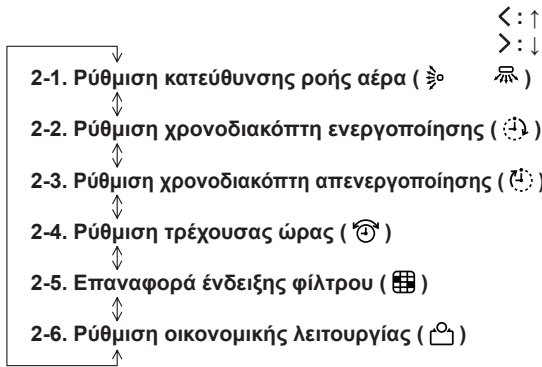 < : ↑
> : ↓
2-1. Ρύθμιση κατεύθυνσης ροής αέρα ( )
2-2. Ρύθμιση χρονοδιακόπτη ενεργοποίησης ( )
2-3. Ρύθμιση χρονοδιακόπτη απενεργοποίησης ( )
2-4. Ρύθμιση τρέχουσας ώρας ( )
2-5. Επαναφορά ένδειξης φίλτρου ( )
2-6. Ρύθμιση οικονομικής λειτουργίας ( )